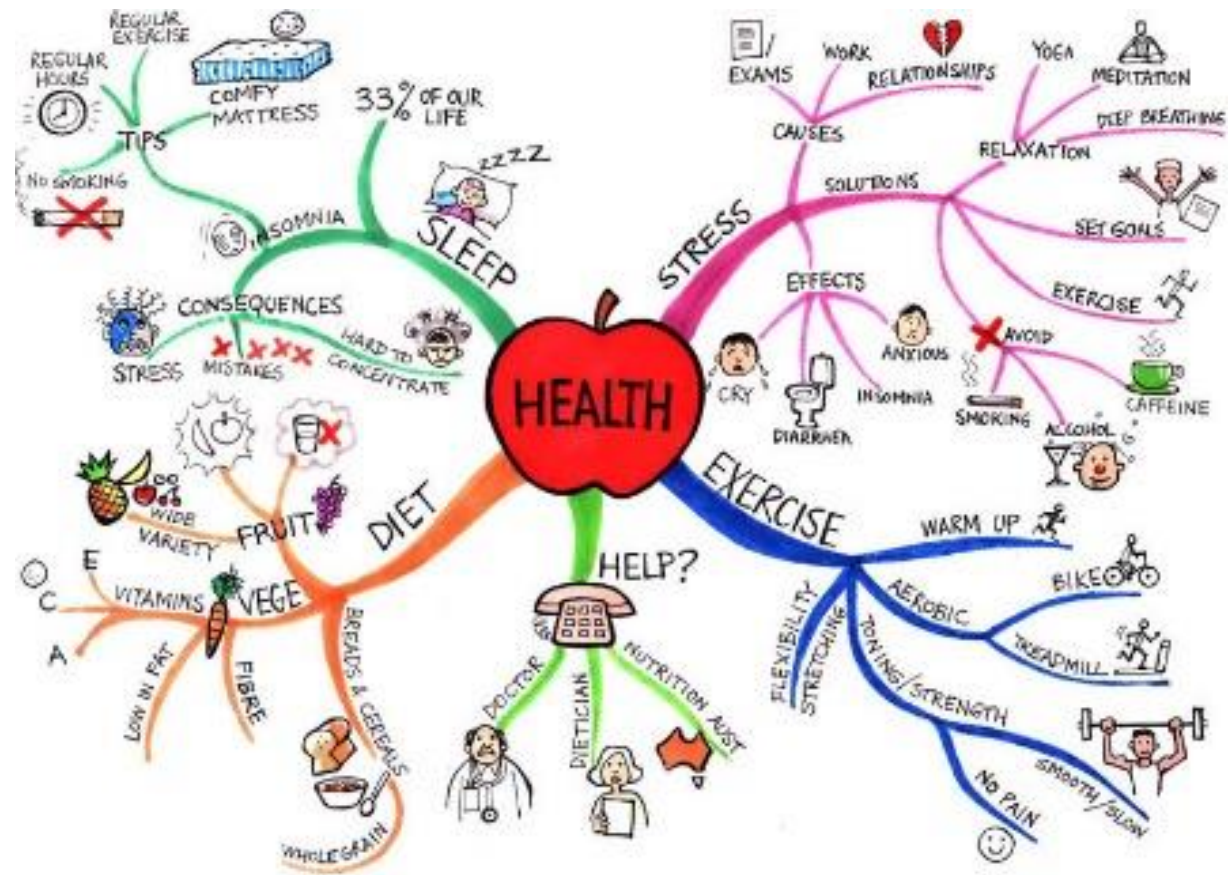 HEALTH
SLEEP
33% OF OUR
LIFE
ZZZZ
INSOMNIA
TIPS
REGULAR
HOURS
REGULAR
EXERCISE
COMFY
MATTRESS
NO SMOKING
CONSEQUENCES
STRESS
MISTAKES
HARD TO
CONCENTRATE
STRESS
CAUSES
EXAMS
WORK
RELATIONSHIPS
SOLUTIONS
RELAXATION
YOGA
MEDITATION
DEEP BREATHING
SET GOALS
EXERCISE
AVOID
SMOKING
ALCOHOL
CAFFEINE
EFFECTS
CRY
DIARRHEA
INSOMNIA
ANXIOUS
EXERCISE
WARM UP
AEROBIC
BIKE
TREADMILL
TONING/STRENGTH
SMOOTH/SLOW
NO PAIN
FLEXIBILITY
STRETCHING
HELP?
DOCTOR
DIETICIAN
NUTRITION AUST
DIET
FRUIT
WIDE
VARIETY
VEGE
VITAMINS
E
C
A
LOW IN FAT
FIBRE
BREADS & CEREALS
WHOLEGRAIN